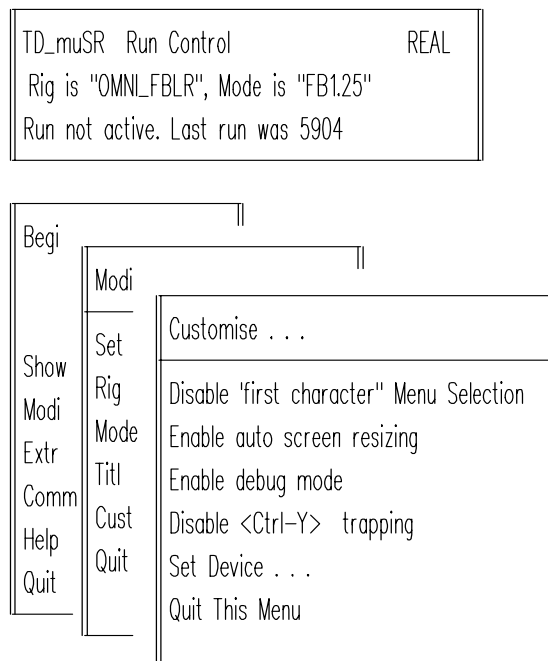 TD_muSR Run Control REAL
Rig is "OMNI_FBLR", Mode is "FB1.25"
Run not active. Last run was 5904
Begi
Show
Modi
Extr
Comm
Help
Quit
Modi
Set
Rig
Mode
Titl
Cust
Quit
Customise . . .
Disable 'first character" Menu Selection
Enable auto screen resizing
Enable debug mode
Disable <Ctrl-Y> trapping
Set Device . . .
Quit This Menu